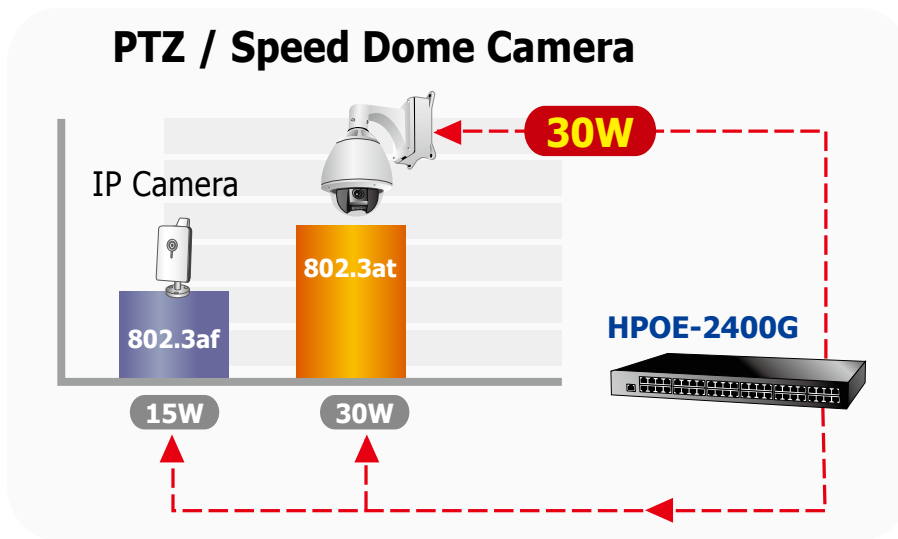 PTZ / Speed Dome Camera
30W
IP Camera
802.3at
802.3af
HPOE-2400G
15W
30W